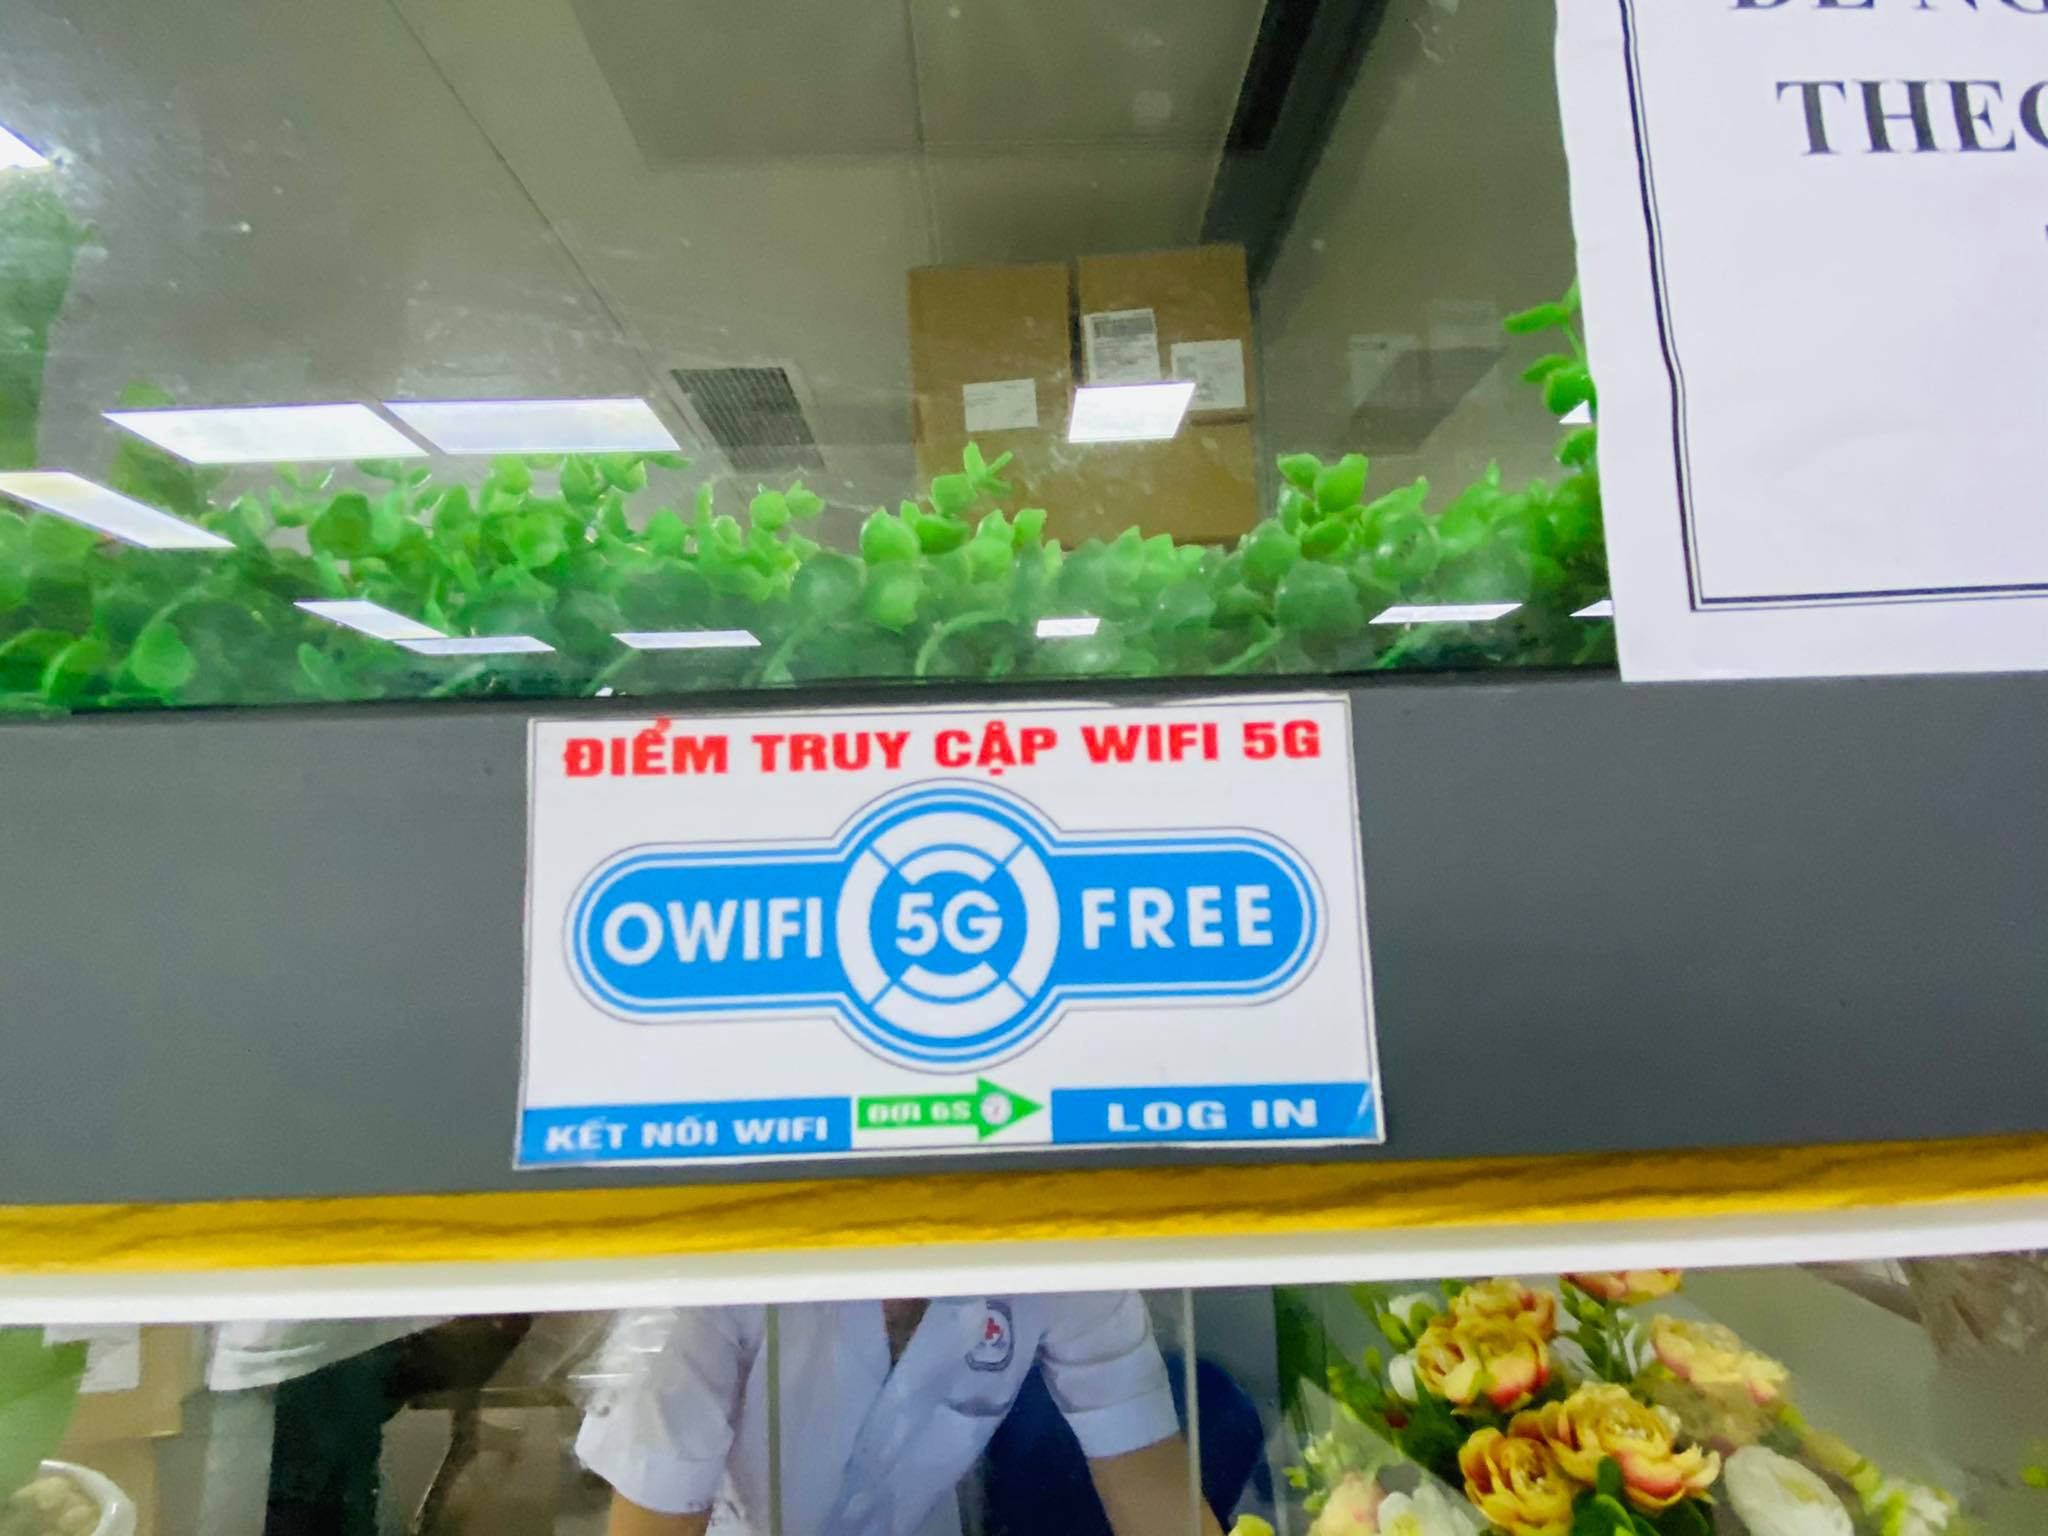 THEO
ĐIỂM TRUY CẬP WIFI 5G
OWIFI 5G FREE
KẾT NỐI WIFI ĐỢI 6S LOG IN